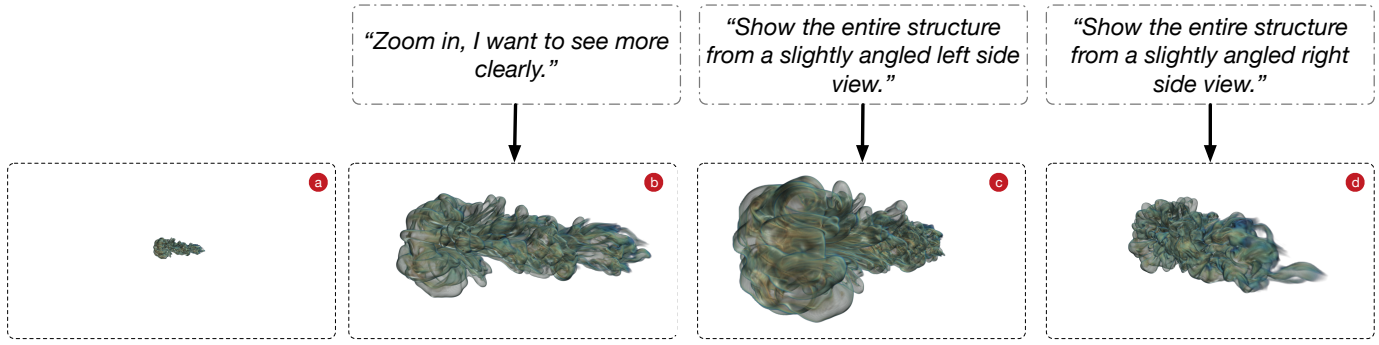 “Zoom in, I want to see more
clearly.”
“Show the entire structure
from a slightly angled left side
view.”
“Show the entire structure
from a slightly angled right
side view.”
a
b
c
d